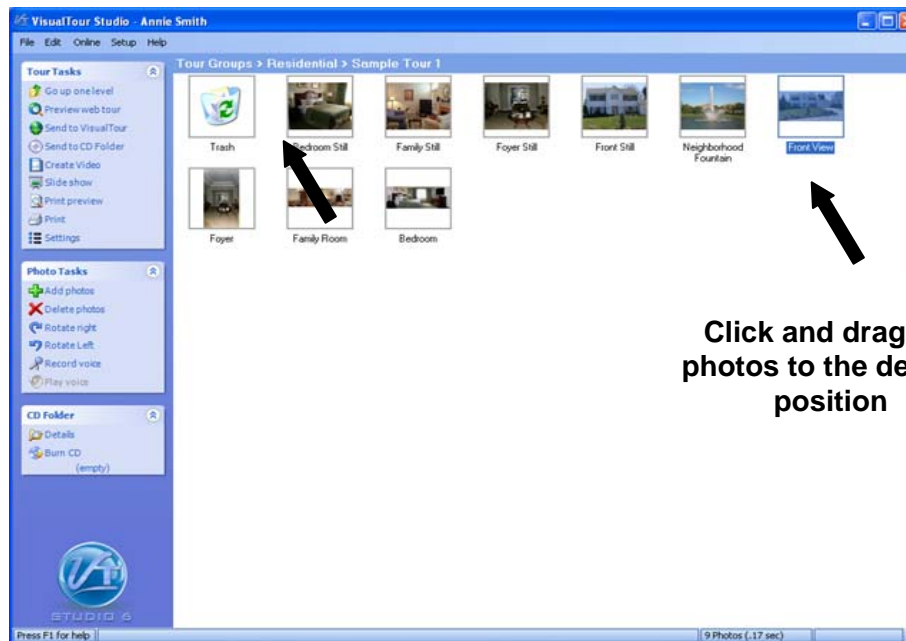 VisualTour Studio - Annie Smith
File Edit Online Setup Help
Tour Groups > Residential > Sample Tour 1
Tour Tasks
Go up one level
Preview web tour
Send to VisualTour
Send to CD Folder
Create Video
Slide show
Print preview
Print
Settings
Photo Tasks
Add photos
Delete photos
Rotate right
Rotate Left
Record voice
Play voice
CD Folder
Details
Burn CD
(empty)
Trash
Bedroom Still
Family Still
Foyer Still
Front Still
Neighborhood
Fountain
Front View
Foyer
Family Room
Bedroom
Click and drag
photos to the de
position
STUDIO 6
Press F1 for help
9 Photos (.17 sec)